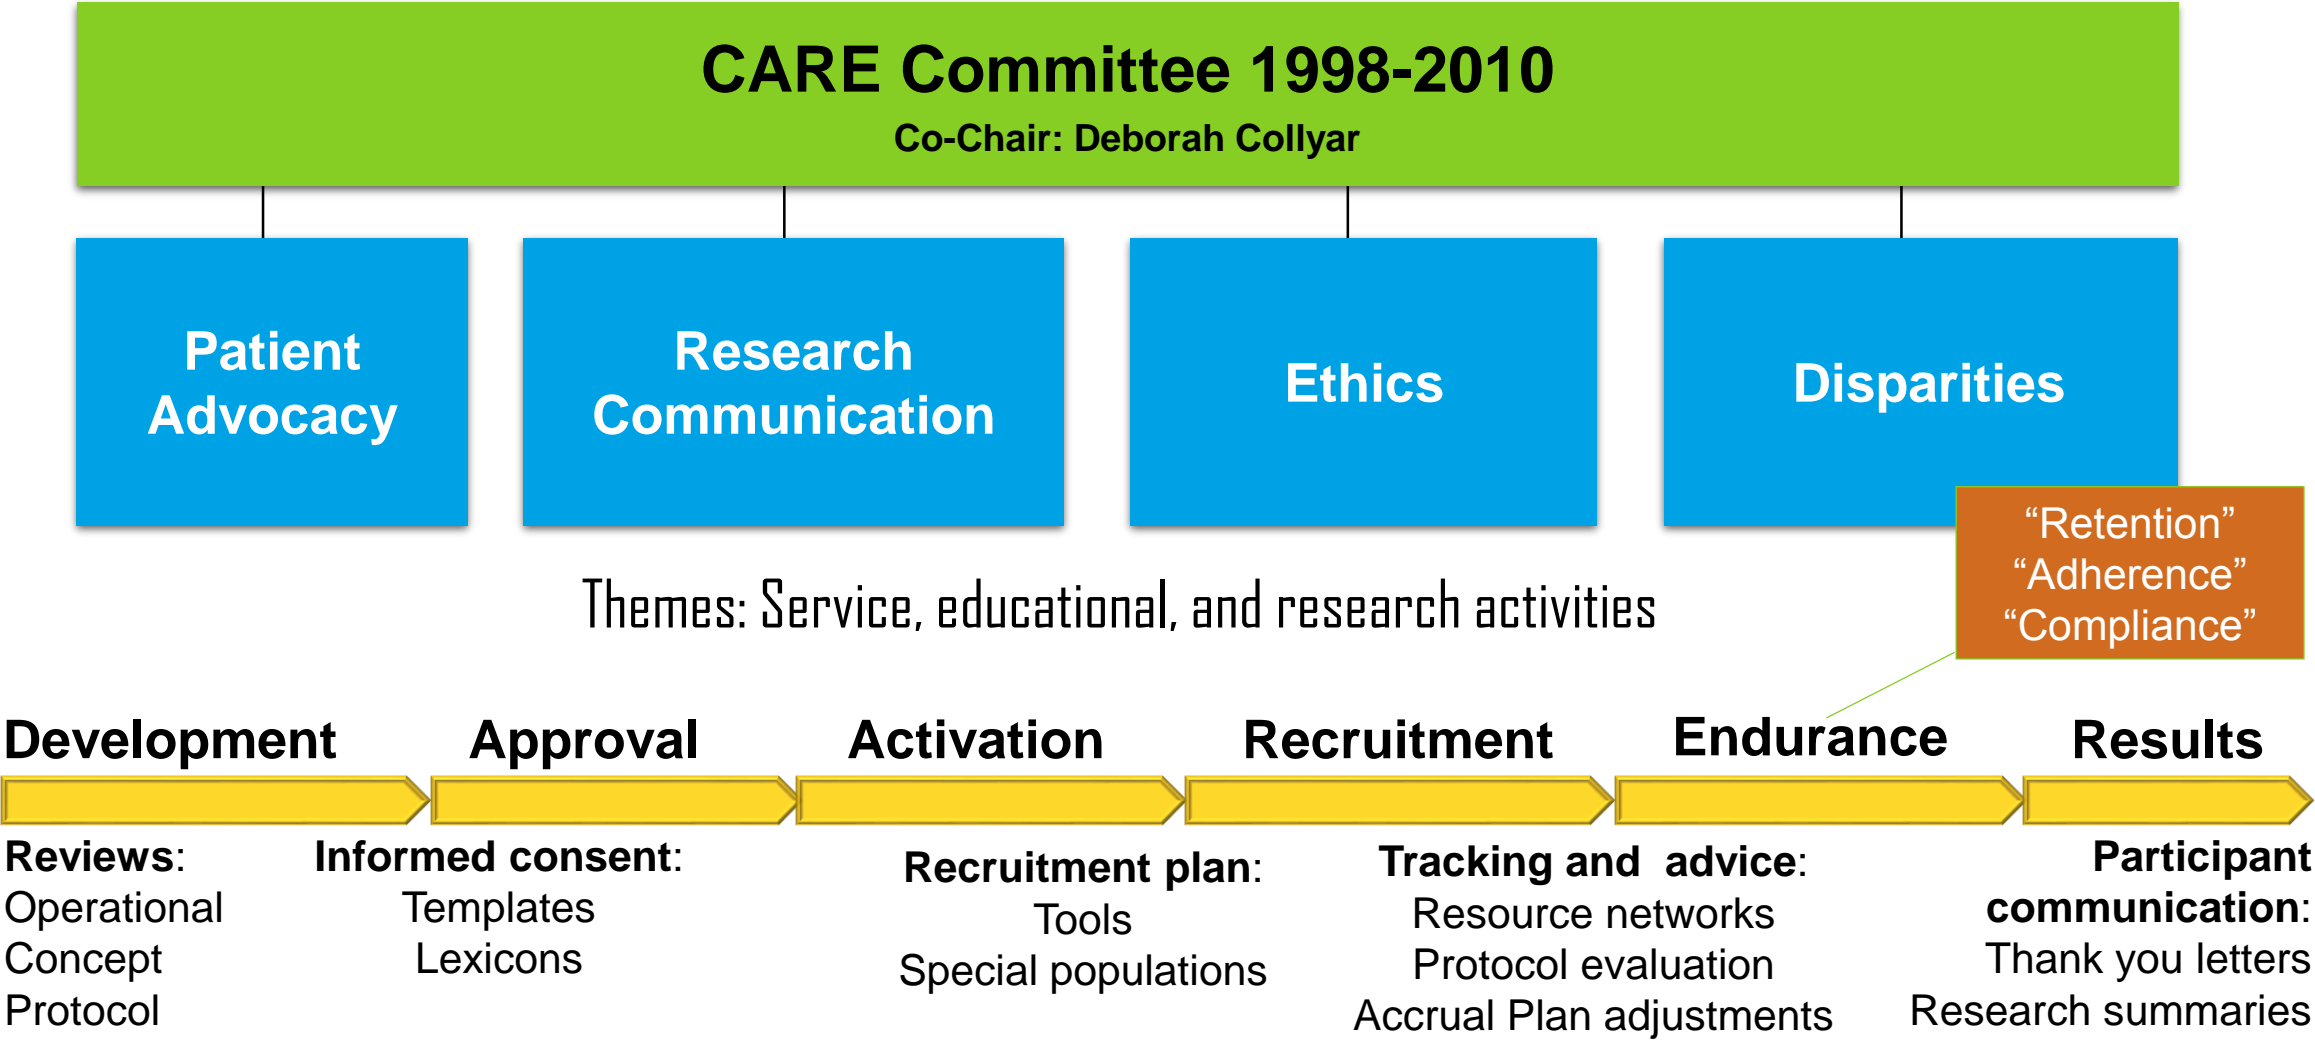 CARE Committee 1998-2010
Co-Chair: Deborah Collyar
Patient
Advocacy
Research
Communication
Ethics
Disparities
“Retention”
“Adherence”
“Compliance”
Themes: Service, educational, and research activities
Development
Approval
Activation
Recruitment
Endurance
Results
Reviews:
Operational
Concept
Protocol
Informed consent:
Templates
Lexicons
Recruitment plan:
Tools
Special populations
Tracking and  advice:
Resource networks
Protocol evaluation
Accrual Plan adjustments
Participant
communication:
Thank you letters
Research summaries